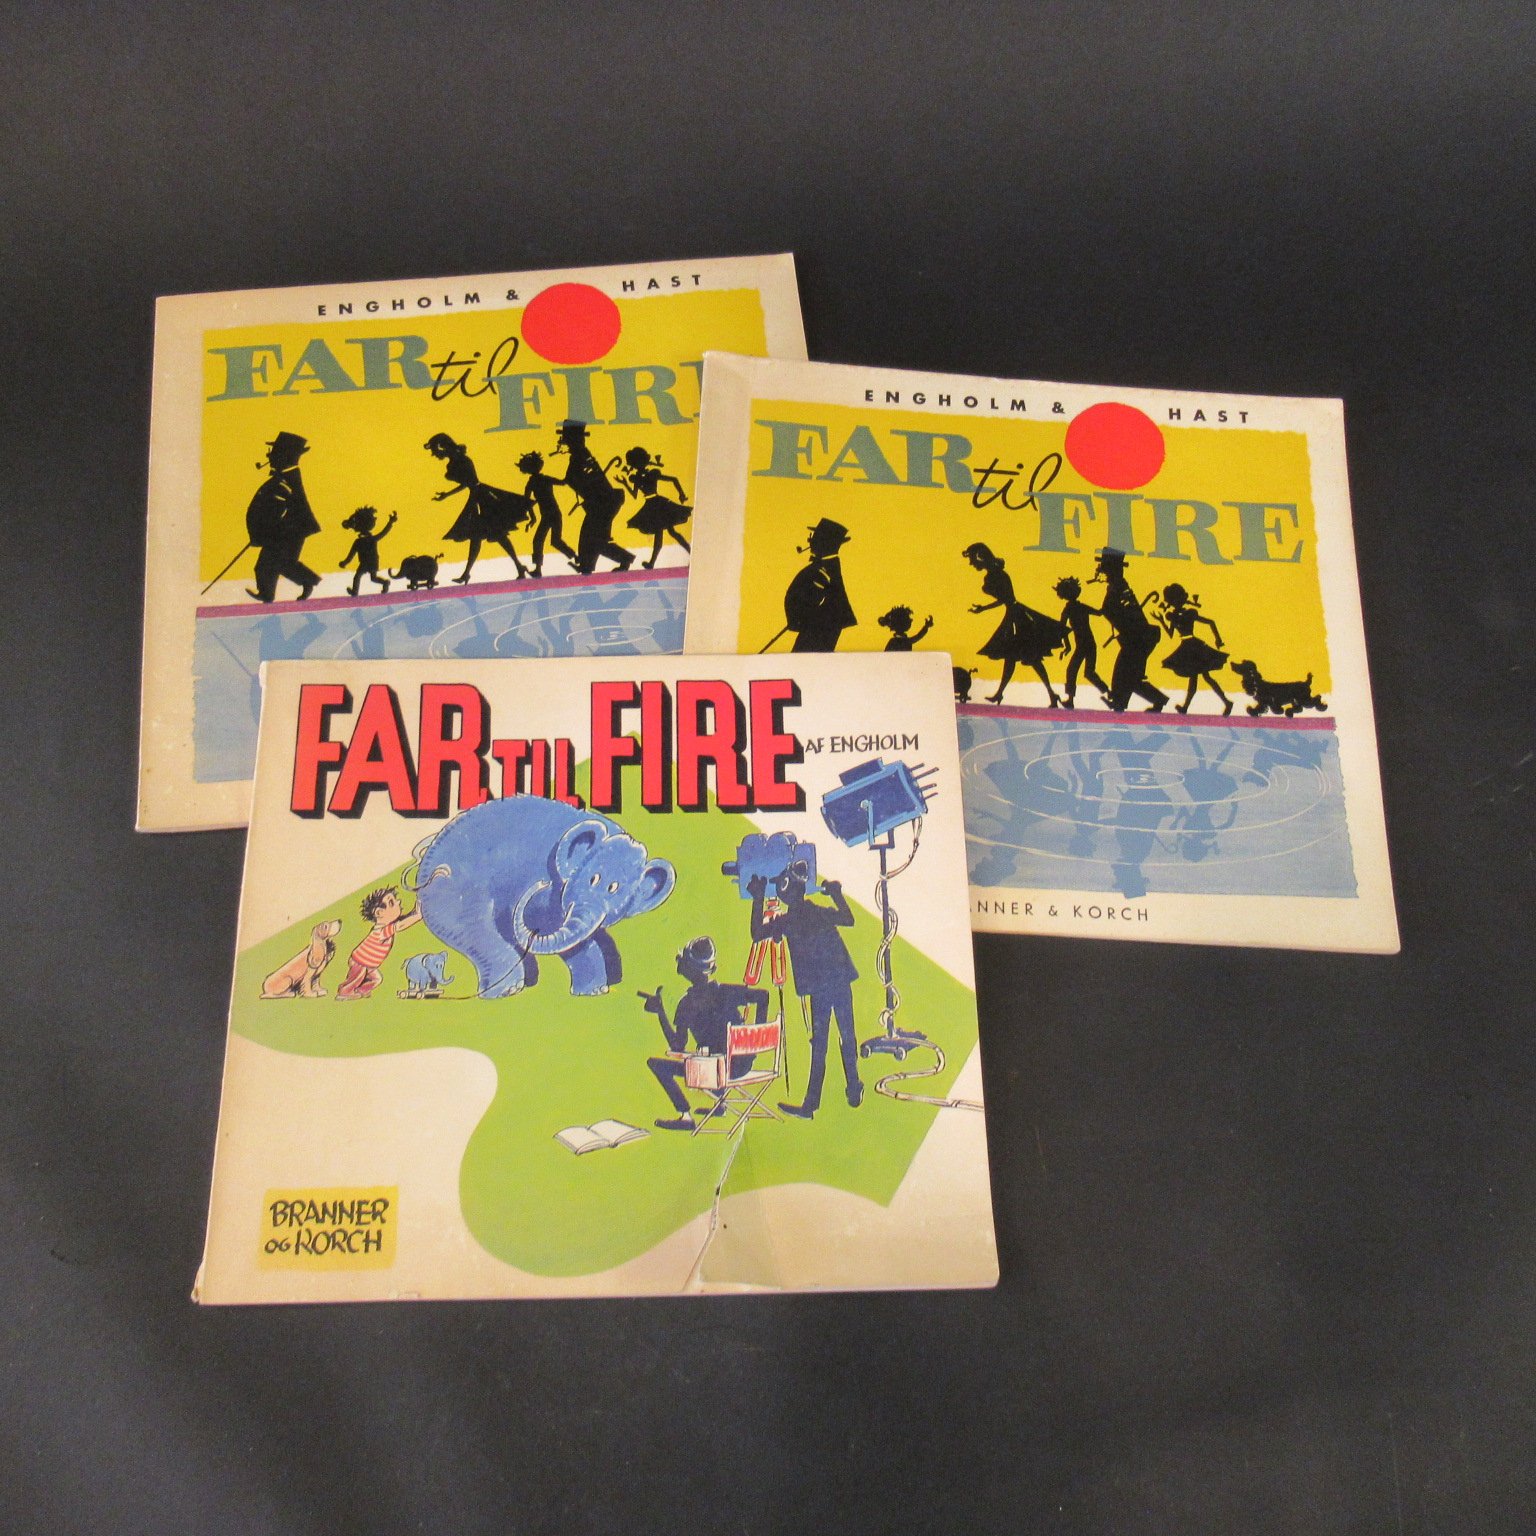 ENGHOLM & HAST
FAR til FIR
ENGHOLM & HAST
FAR til FIRE
NNER & KORCH
FAR TIL FIRE
AF ENGHOLM
BRANNER
OG KORCH